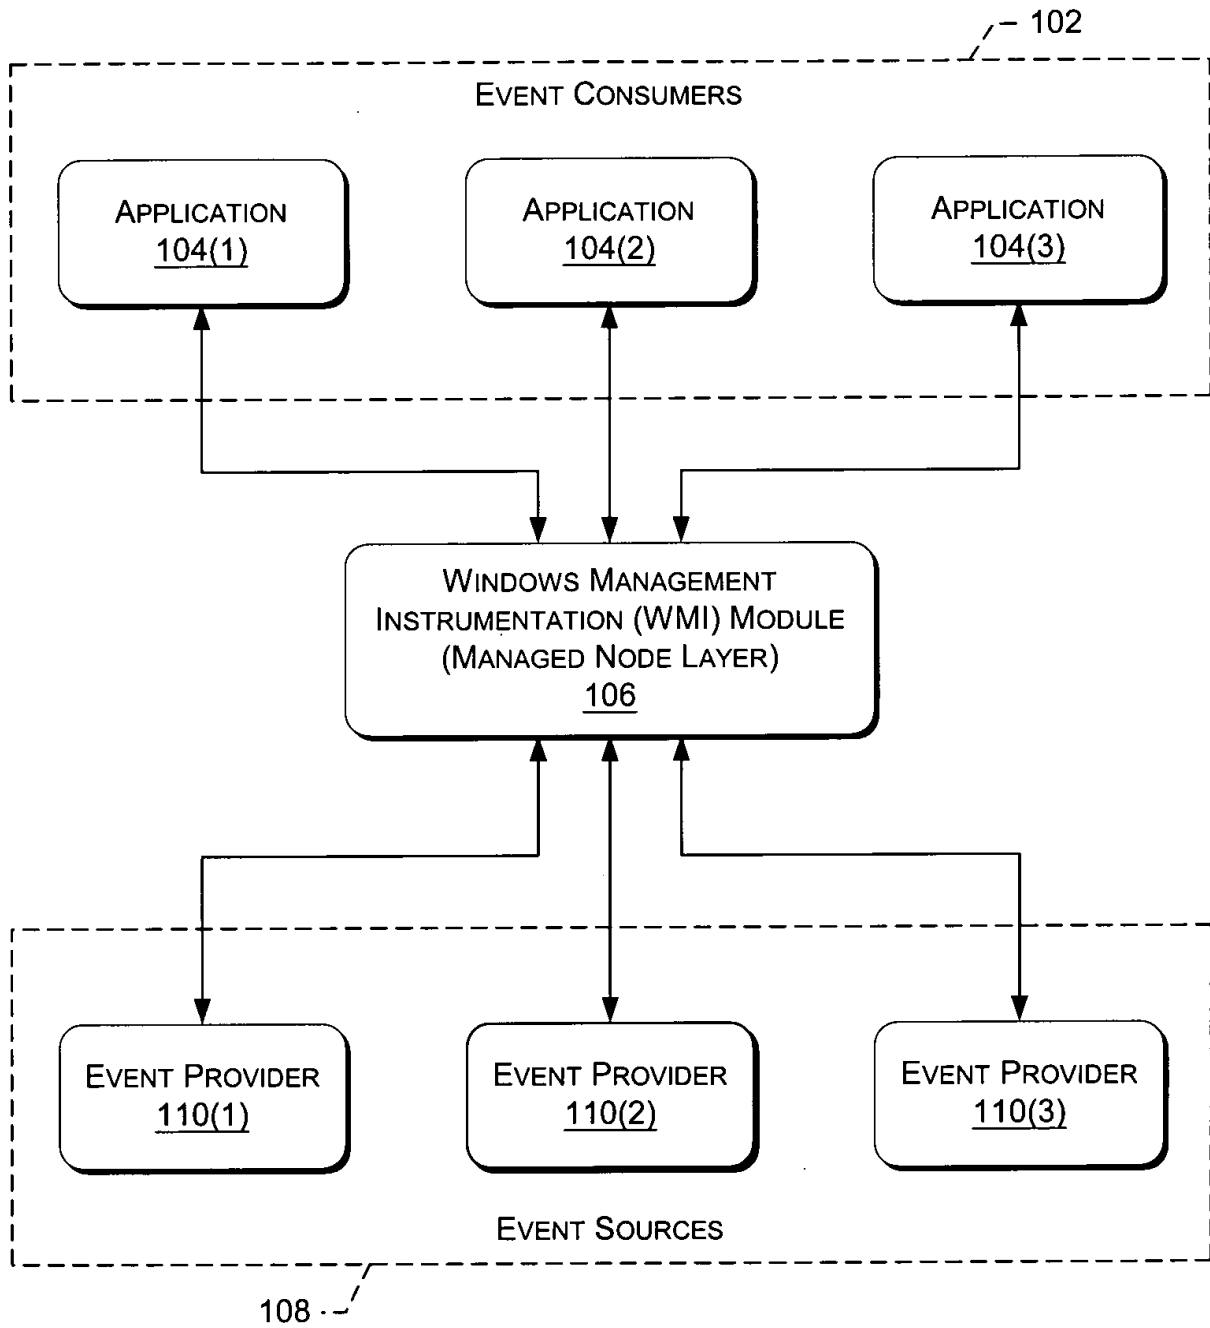 102
EVENT CONSUMERS
APPLICATION
104(1)
APPLICATION
104(2)
APPLICATION
104(3)
WINDOWS MANAGEMENT
INSTRUMENTATION (WMI) MODULE
(MANAGED NODE LAYER)
106
EVENT PROVIDER
110(1)
EVENT PROVIDER
110(2)
EVENT PROVIDER
110(3)
EVENT SOURCES
108